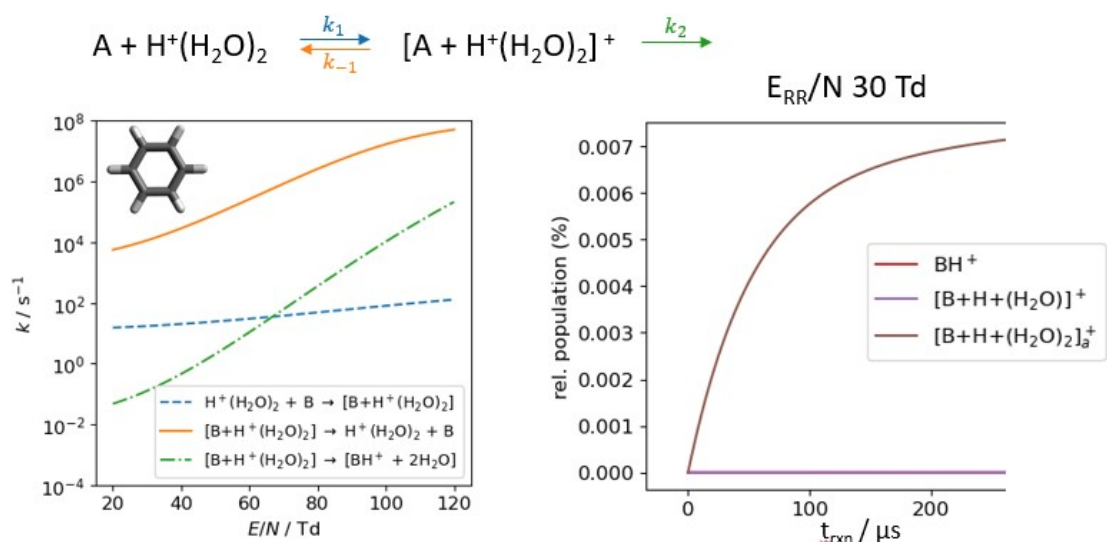 A + H⁺(H₂O)₂ k₁ k₋₁ [A + H⁺(H₂O)₂]⁺ k₂
E_RR/N 30 Td
10⁸
10⁶
10⁴
10²
10⁰
10⁻²
10⁻⁴
k / s⁻¹
H⁺(H₂O)₂ + B → [B+H⁺(H₂O)₂]
[B+H⁺(H₂O)₂] → H⁺(H₂O)₂ + B
[B+H⁺(H₂O)₂] → [BH⁺ + 2H₂O]
20 40 60 80 100 120
E/N / Td
0.007
0.006
0.005
0.004
0.003
0.002
0.001
0.000
rel. population (%)
BH⁺
[B+H+(H₂O)]⁺
[B+H+(H₂O)₂]ₐ⁺
0 100 200
t_rxn / μs